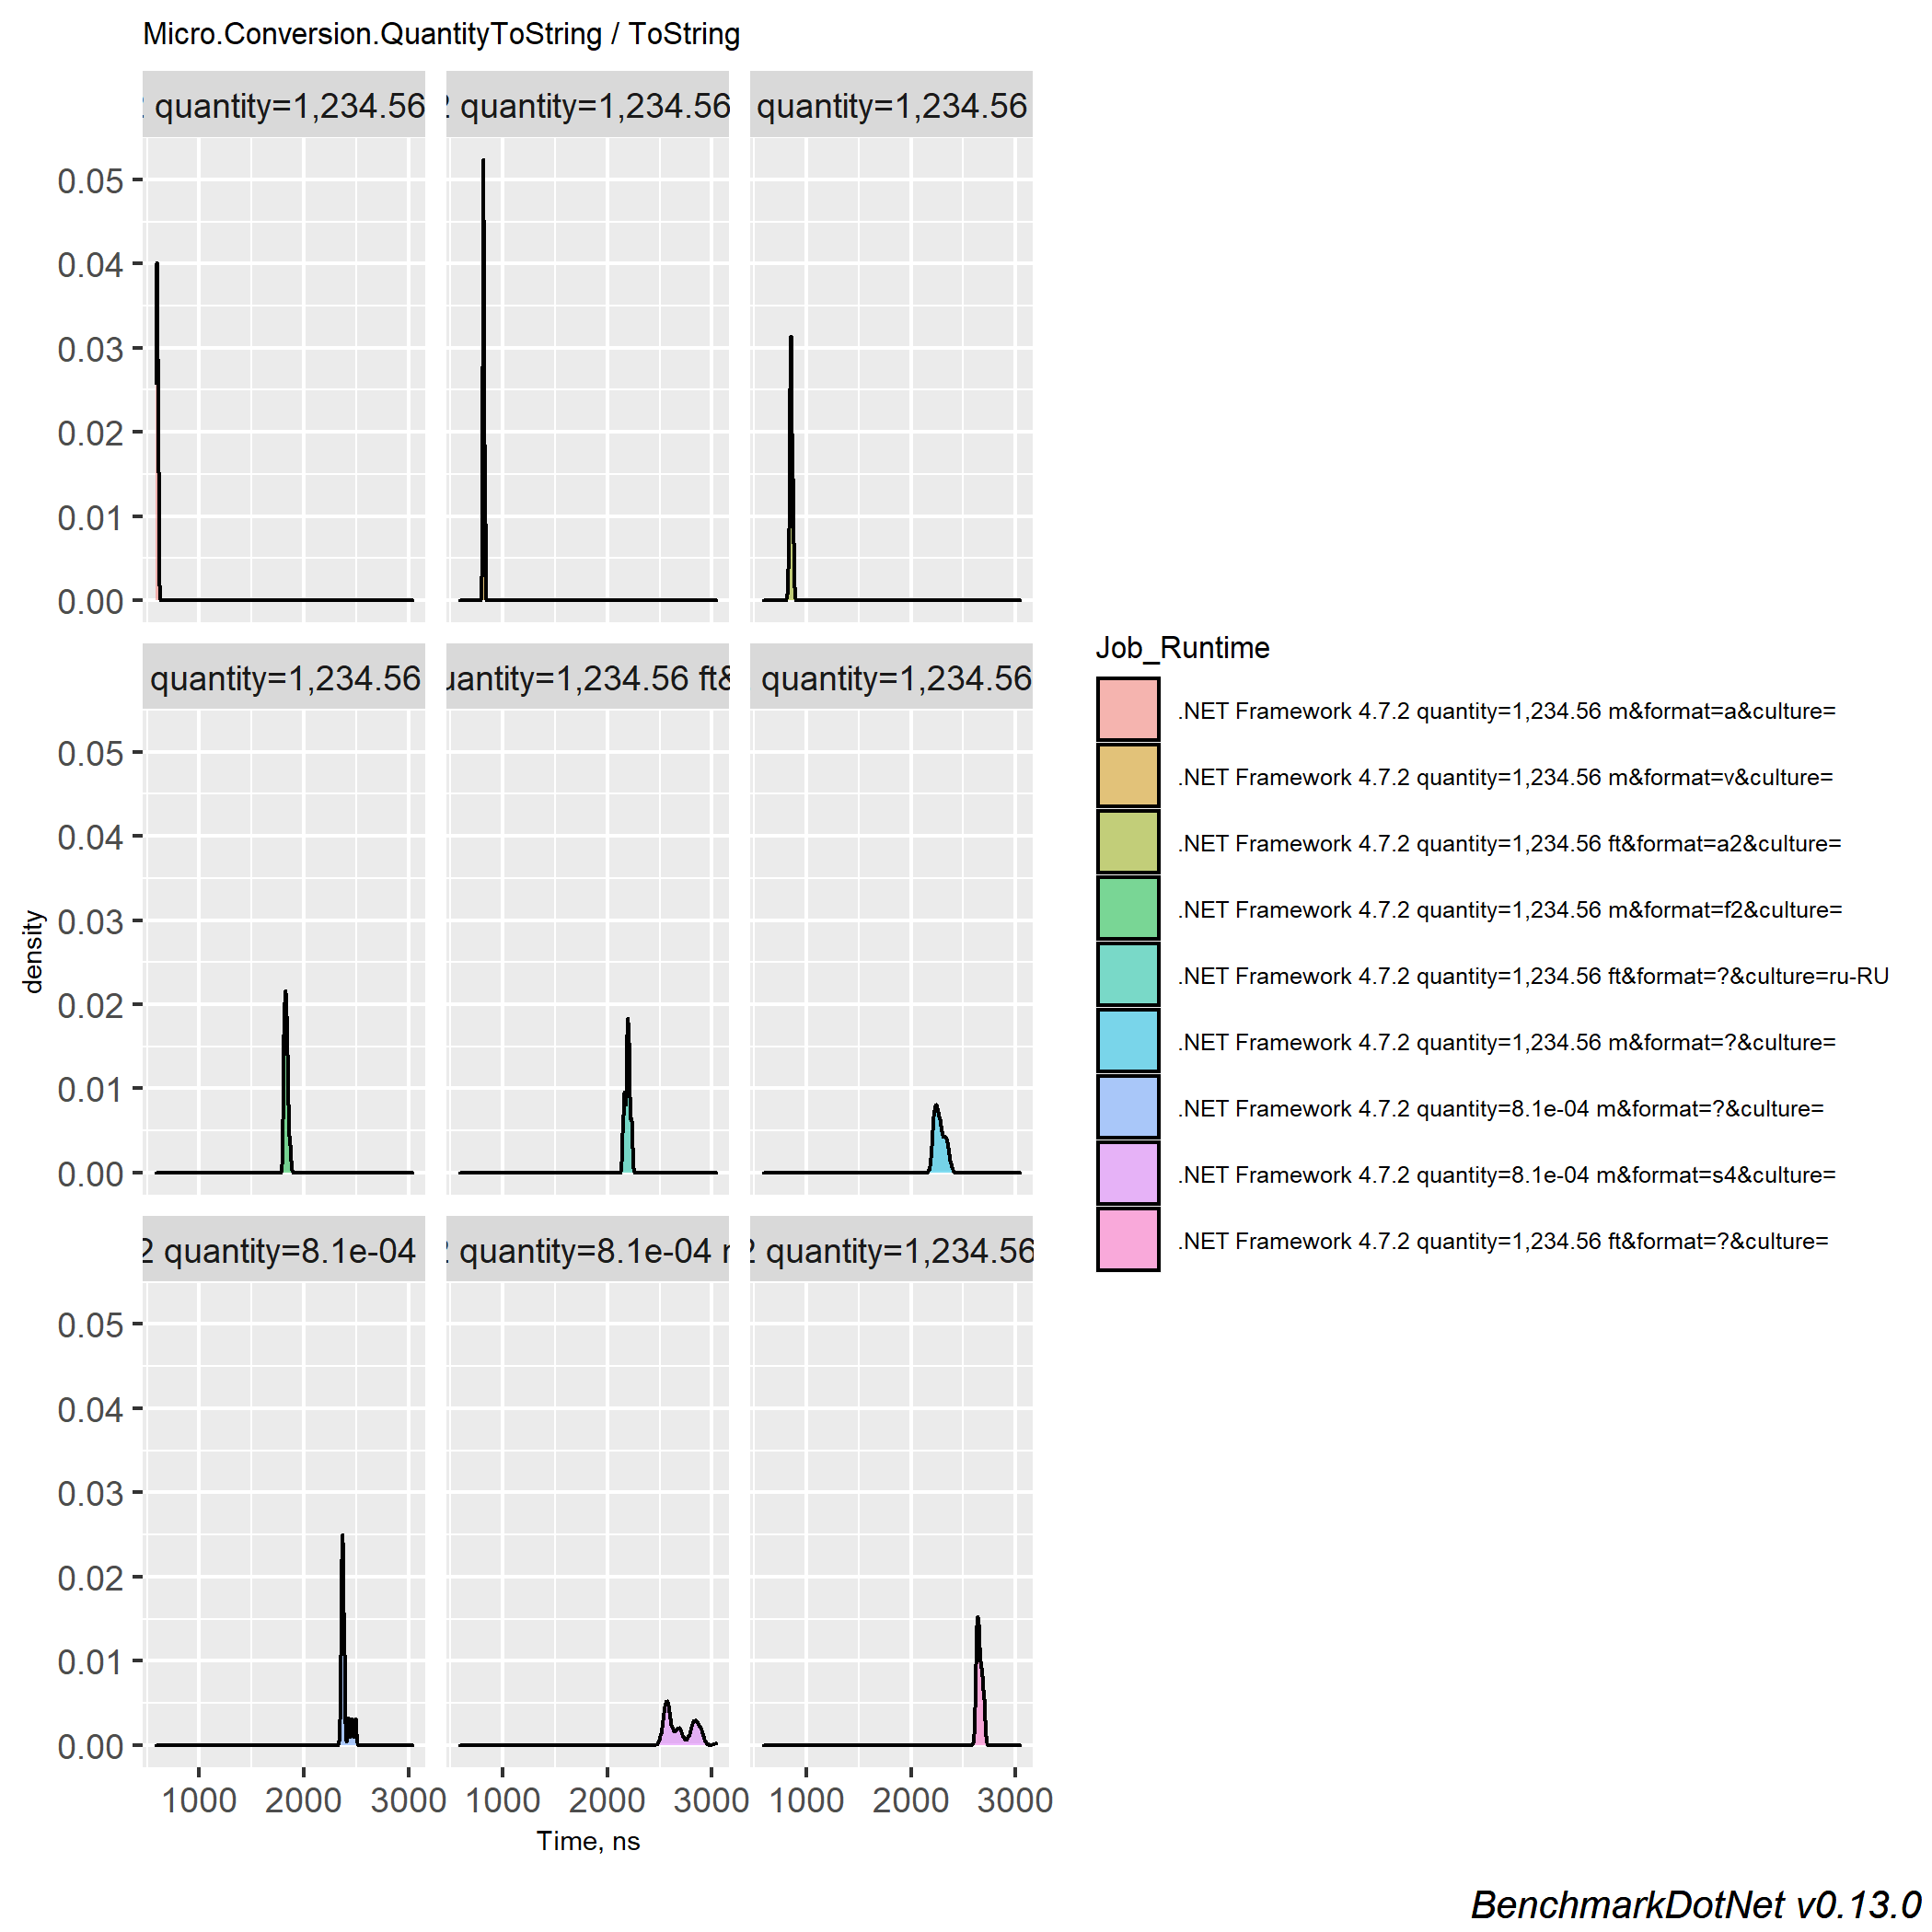 Micro.Conversion.QuantityToString / ToString
quantity=1,234.56
2 quantity=1,234.56
quantity=1,234.56
0.05
0.04
0.03
0.02
0.01
0.00
quantity=1,234.56
uantity=1,234.56 ft&
quantity=1,234.56
0.05
0.04
0.03
0.02
0.01
0.00
2 quantity=8.1e-04
2 quantity=8.1e-04
2 quantity=1,234.56
0.05
0.04
0.03
0.02
0.01
0.00
1000 2000 3000 1000 2000 3000 1000 2000 3000
Time, ns
density
Job_Runtime
.NET Framework 4.7.2 quantity=1,234.56 m&format=a&culture=
.NET Framework 4.7.2 quantity=1,234.56 m&format=v&culture=
.NET Framework 4.7.2 quantity=1,234.56 ft&format=a2&culture=
.NET Framework 4.7.2 quantity=1,234.56 m&format=f2&culture=
.NET Framework 4.7.2 quantity=1,234.56 ft&format=?&culture=ru-RU
.NET Framework 4.7.2 quantity=1,234.56 m&format=?&culture=
.NET Framework 4.7.2 quantity=8.1e-04 m&format=?&culture=
.NET Framework 4.7.2 quantity=8.1e-04 m&format=s4&culture=
.NET Framework 4.7.2 quantity=1,234.56 ft&format=?&culture=
BenchmarkDotNet v0.13.0